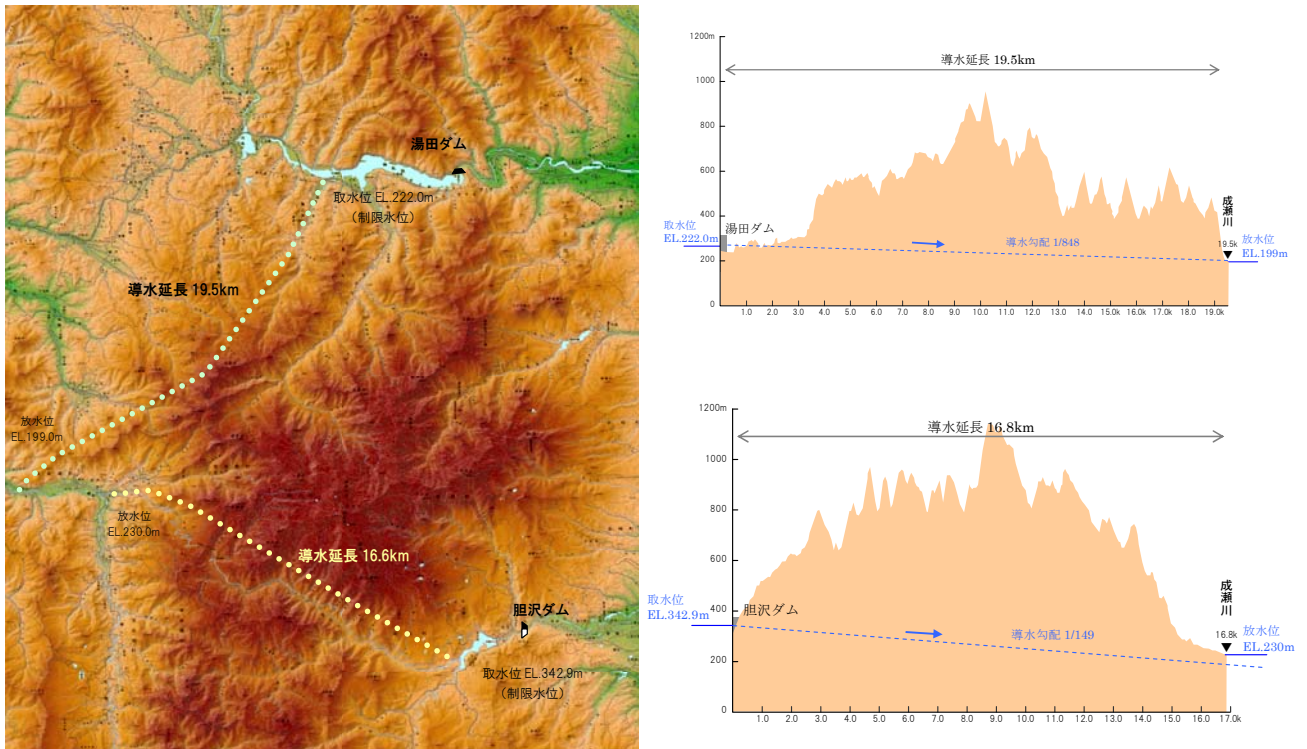 湯田ダム
取水位 EL.222.0m
（制限水位）
導水延長 19.5km
放水位
EL.199.0m
放水位
EL.230.0m
導水延長 16.6km
胆沢ダム
取水位 EL.342.9m
（制限水位）
1200m
1000
800
600
400
200
0
導水延長 19.5km
取水位
EL.222.0m
湯田ダム
導水勾配 1/848
成瀬川
19.5k
放水位
EL.199m
1.0 2.0 3.0 4.0 5.0 6.0 7.0 8.0 9.0 10.0 11.0 12.0 13.0 14.0 15.0 16.0 17.0k 18.0 19.0k
1200m
1000
800
600
400
200
0
導水延長 16.8km
取水位
EL.342.9m
胆沢ダム
導水勾配 1/149
成瀬川
16.8k
放水位
EL.230m
1.0 2.0 3.0 4.0 5.0 6.0 7.0 8.0 9.0 10.0 11.0 12.0 13.0 14.0 15.0 16.0 17.0k